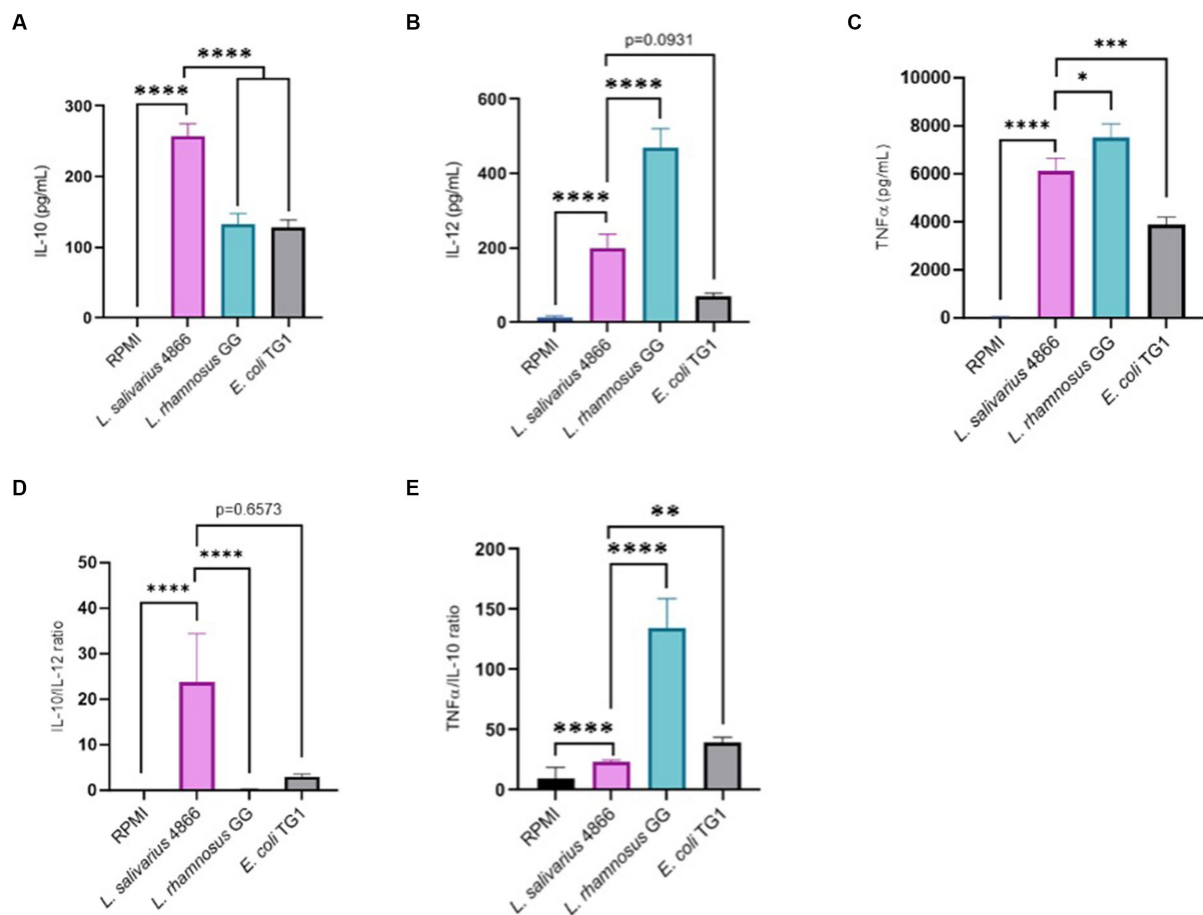 A
IL-10 (pg/mL)
300
200
100
0
****
****
RPMI
L. salivarius 4866
L. rhamnosus GG
E. coli TG1
B
IL-12 (pg/mL)
600
400
200
0
p=0.0931
****
****
RPMI
L. salivarius 4866
L. rhamnosus GG
E. coli TG1
C
TNFα (pg/mL)
10000
8000
6000
4000
2000
0
***
*
****
RPMI
L. salivarius 4866
L. rhamnosus GG
E. coli TG1
D
IL-10/IL-12 ratio
50
40
30
20
10
0
p=0.6573
****
****
RPMI
L. salivarius 4866
L. rhamnosus GG
E. coli TG1
E
TNFα/IL-10 ratio
200
150
100
50
0
**
****
****
RPMI
L. salivarius 4866
L. rhamnosus GG
E. coli TG1